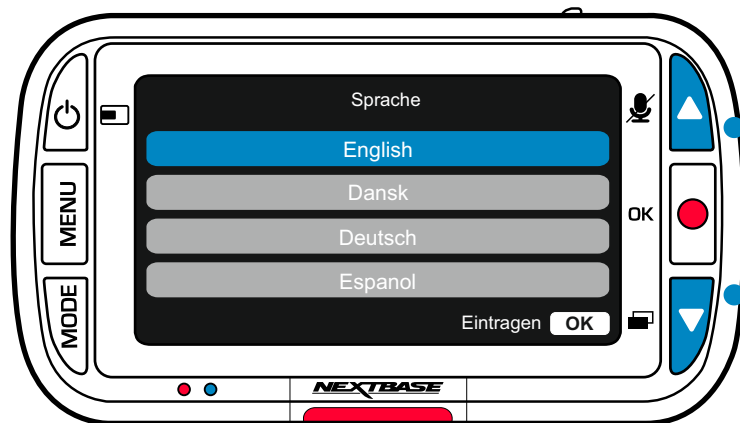 Sprache
English
Dansk
Deutsch
Espanol
Eintragen OK
MENU
MODE
OK
NEXTBASE